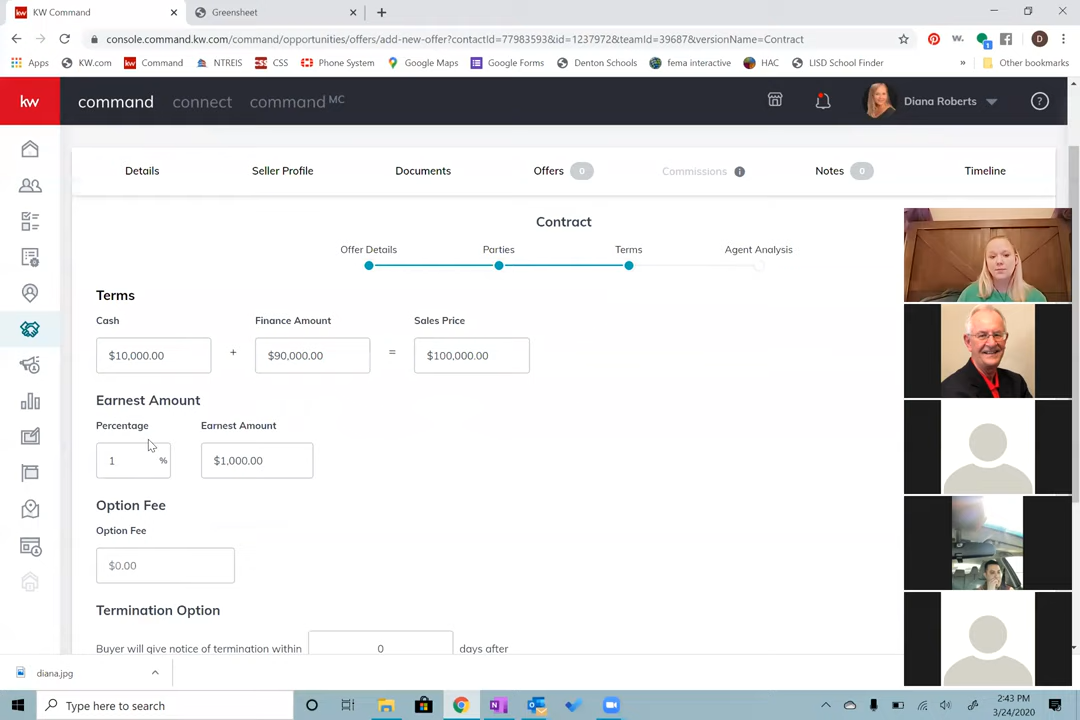 KW Command
Greensheet
console.command.kw.com/command/opportunities/offers/add-new-offer?contactId=77983593&id=1237972&teamId=39687&versionName=Contract
Apps KW.com Command NTREIS CSS Phone System Google Maps Google Forms Denton Schools fema interactive HAC LISD School Finder » Other bookmarks
kw command connect command MC Diana Roberts
Details Seller Profile Documents Offers 0 Commissions Notes 0 Timeline
Contract
Offer Details Parties Terms Agent Analysis
Terms
Cash Finance Amount Sales Price
$10,000.00 + $90,000.00 = $100,000.00
Earnest Amount
Percentage Earnest Amount
1 % $1,000.00
Option Fee
Option Fee
$0.00
Termination Option
Buyer will give notice of termination within 0 days after
diana.jpg
Type here to search
2:43 PM
3/24/2020